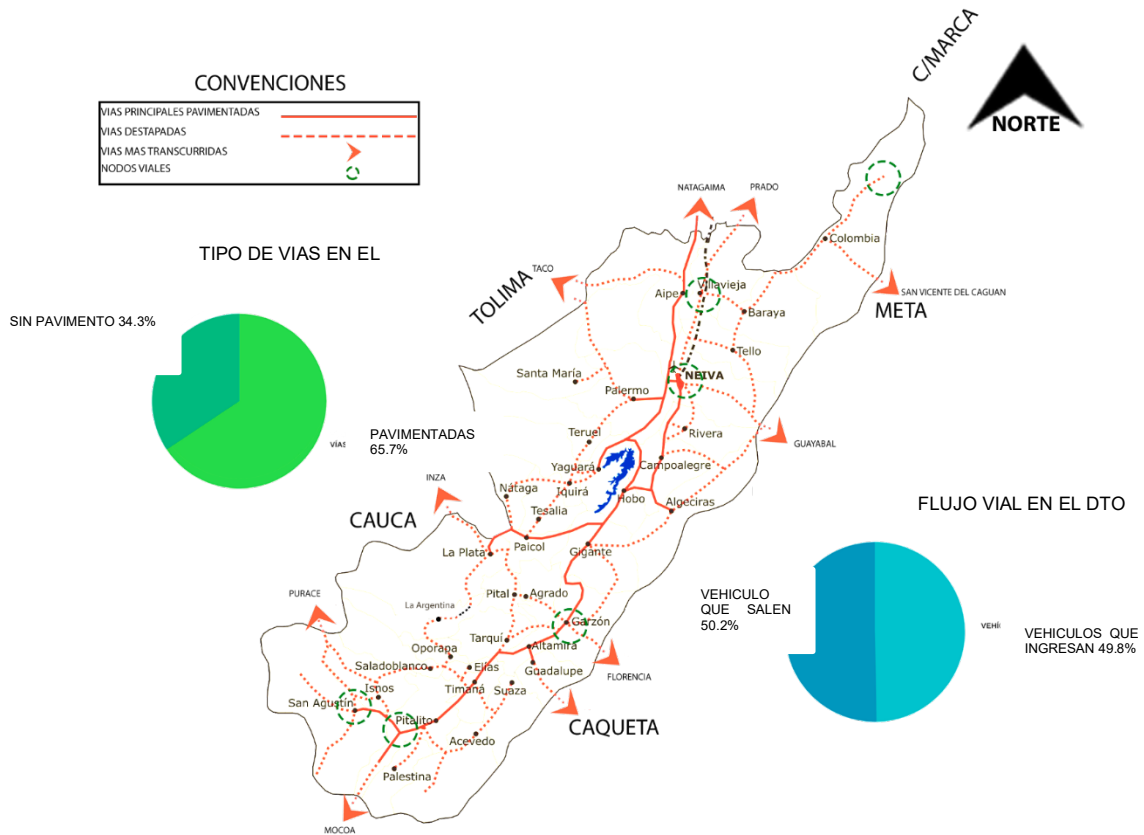 C/MARCA
NORTE
CONVENCIONES
VIAS PRINCIPALES PAVIMENTADAS
VIAS DESTAPADAS
VIAS MAS TRANSCURRIDAS
NODOS VIALES
NATAGAIMA
PRADO
TIPO DE VIAS EN EL
Colombia
TACO
TOLIMA
SAN VICENTE DEL CAGUAN
META
Aipe
Villavieja
Baraya
SIN PAVIMENTO 34.3%
Tello
Santa María
NEIVA
Palermo
VÍAS
PAVIMENTADAS
65.7%
Teruel
Rivera
GUAYABAL
Yaguará
Campoalegre
INZA
Nátaga
Iquirá
Hobo
Algeciras
FLUJO VIAL EN EL DTO
CAUCA
Tesalia
Paicol
La Plata
Gigante
PURACE
Pital
Agrado
La Argentina
Garzón
VEHICULO
QUE SALEN
50.2%
VEHÍ
VEHICULOS QUE
INGRESAN 49.8%
Tarquí
Altamira
Oporapa
Saladoblanco
Elías
Guadalupe
FLORENCIA
Isnos
Timaná
Suaza
San Agustín
Pitalito
CAQUETA
Acevedo
Palestina
MOCOA